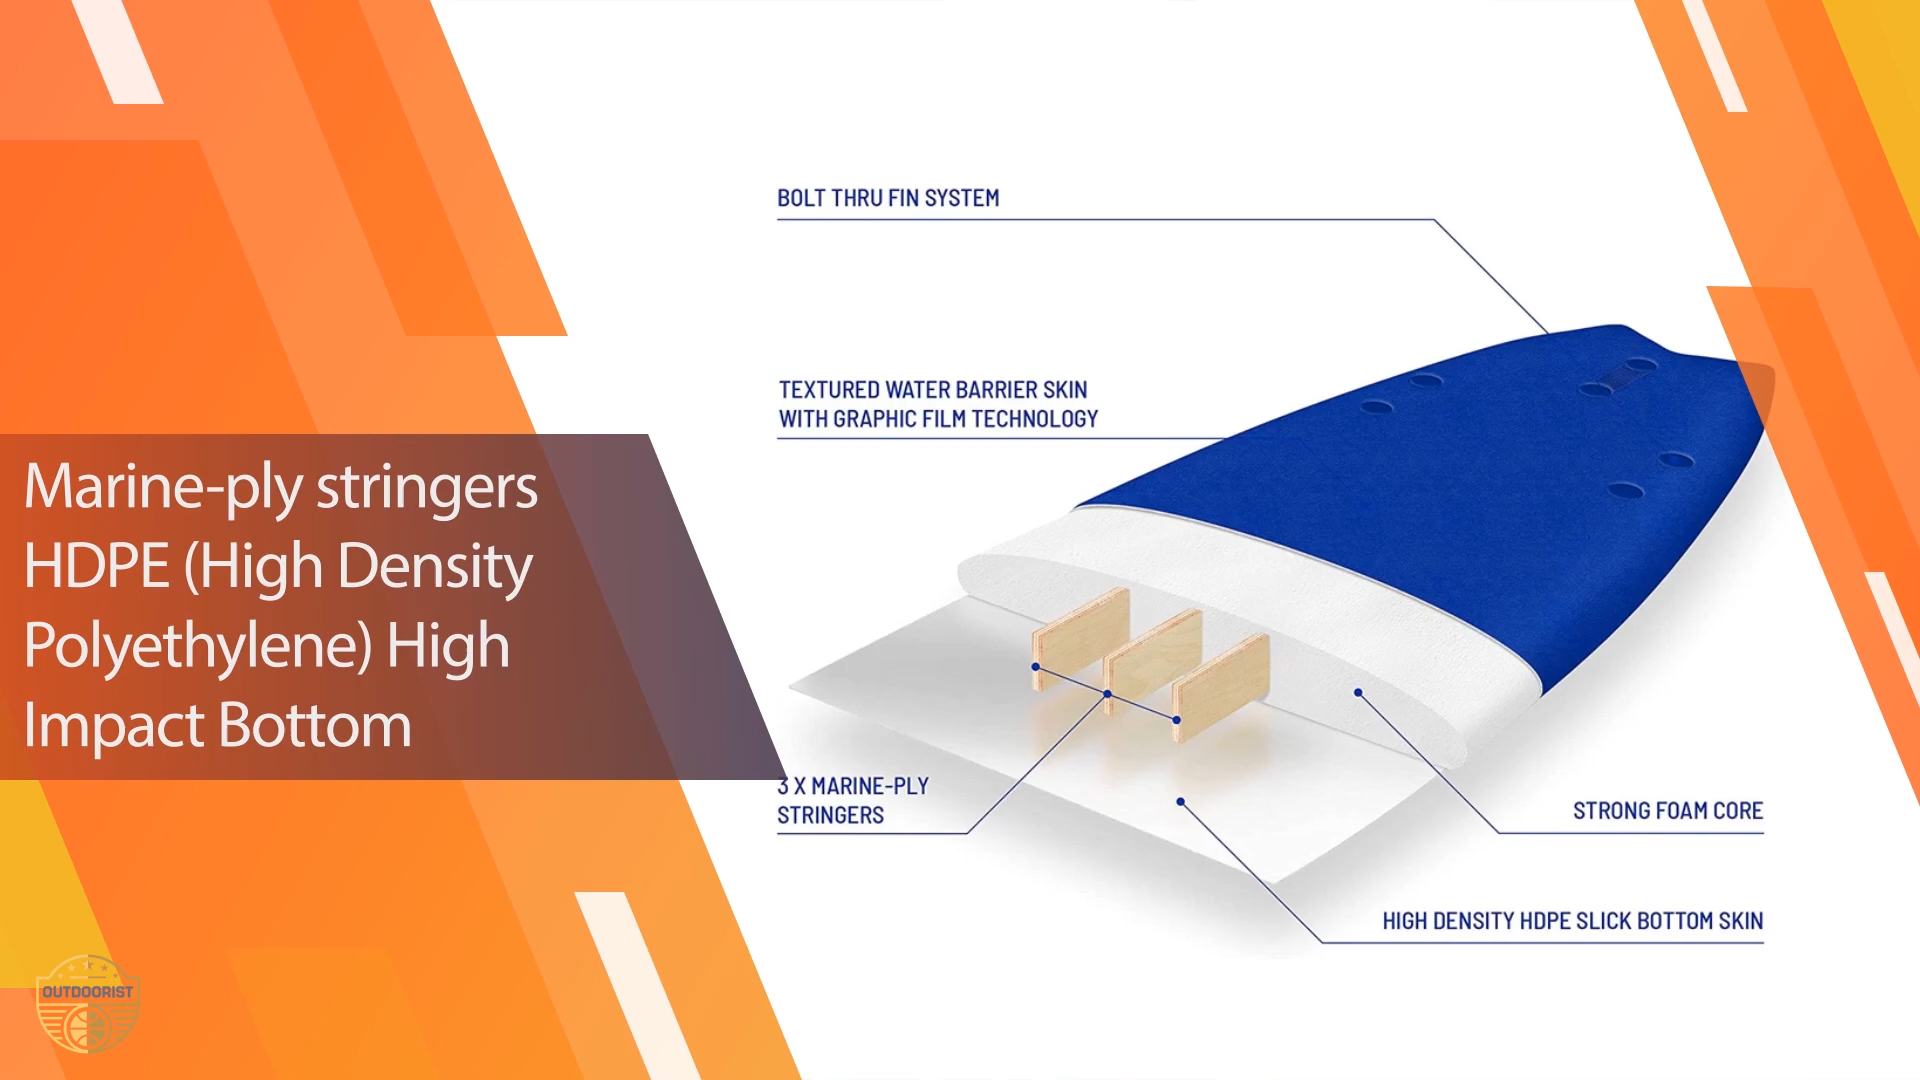 BOLT THRU FIN SYSTEM
TEXTURED WATER BARRIER SKIN
WITH GRAPHIC FILM TECHNOLOGY
Marine-ply stringers
HDPE (High Density
Polyethylene) High
Impact Bottom
3 X MARINE-PLY
STRINGERS
STRONG FOAM CORE
HIGH DENSITY HDPE SLICK BOTTOM SKIN
OUTDOORIST